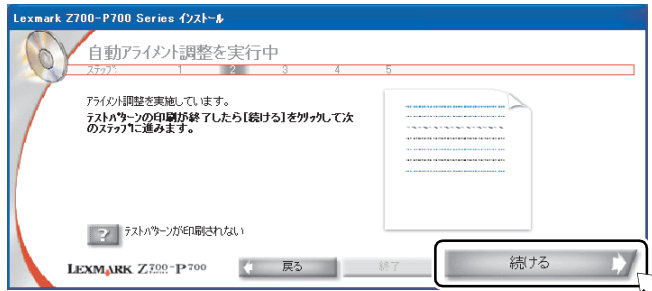 Lexmark Z700-P700 Series インストール
自動アライメント調整を実行中
ステップ: 1 2 3 4 5
アライメント調整を実施しています。
テストパターンの印刷が終了したら[続ける]をクリックして次
のステップに進みます。
? テストパターンが印刷されない
LEXMARK Z700-P700 戻る 終了 続ける